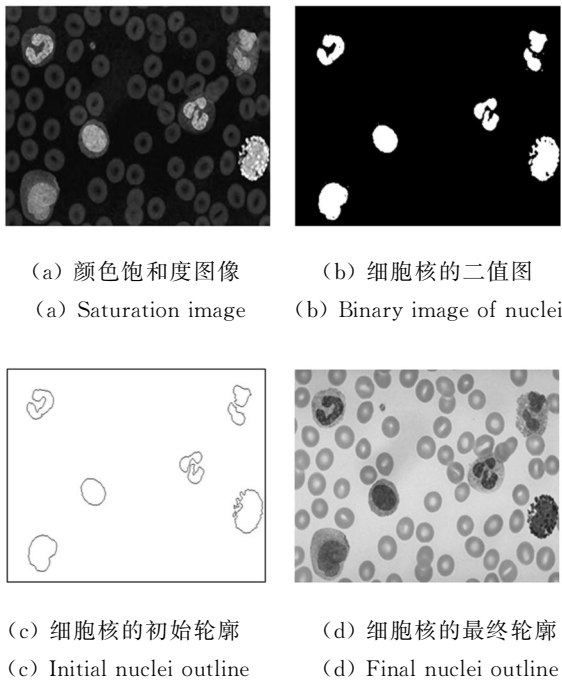 (a) 颜色饱和度图像
(a) Saturation image
(b) 细胞核的二值图
(b) Binary image of nuclei
(c) 细胞核的初始轮廓
(c) Initial nuclei outline
(d) 细胞核的最终轮廓
(d) Final nuclei outline